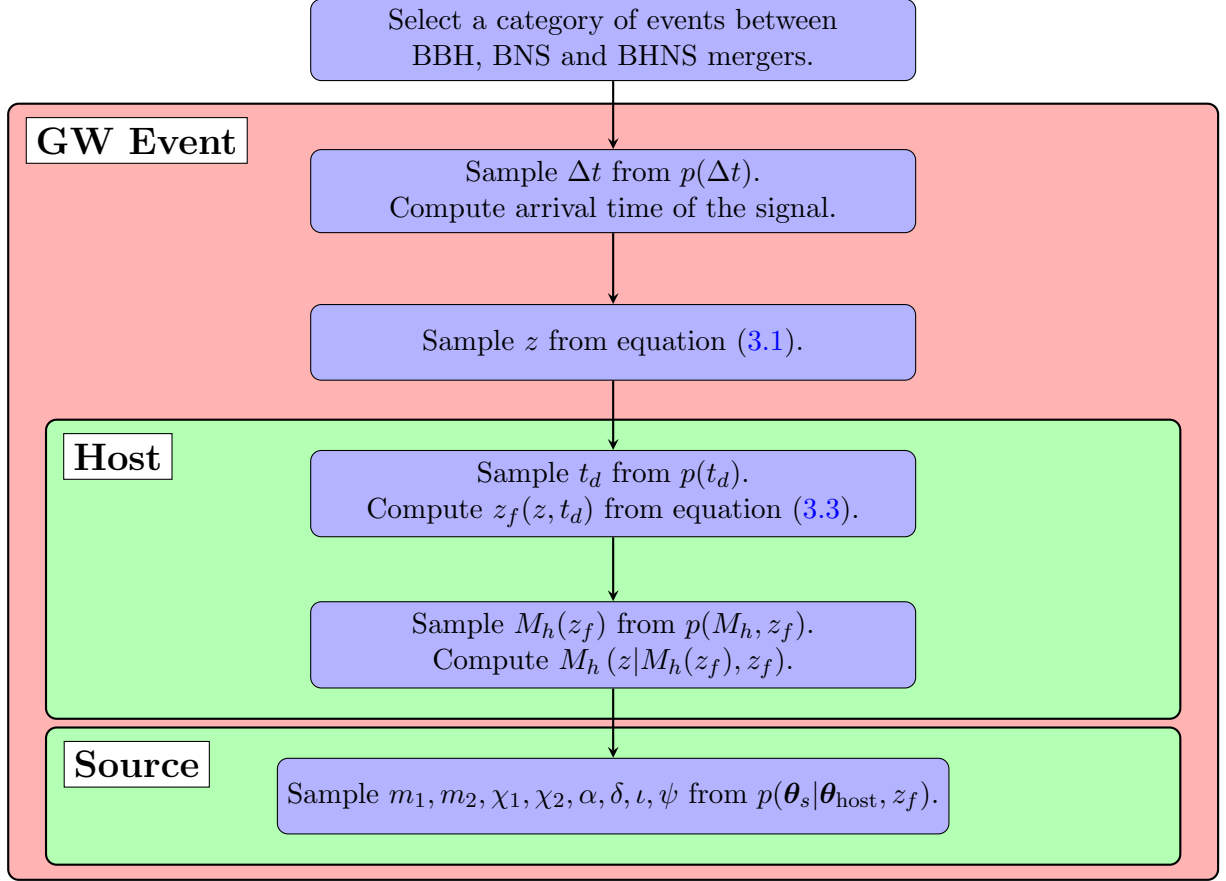 Select a category of events between
BBH, BNS and BHNS mergers.
GW Event
Sample Δt from p(Δt).
Compute arrival time of the signal.
Sample z from equation (3.1).
Host
Sample t_d from p(t_d).
Compute z_f(z, t_d) from equation (3.3).
Sample M_h(z_f) from p(M_h, z_f).
Compute M_h (z|M_h(z_f), z_f).
Source
Sample m_1, m_2, χ_1, χ_2, α, δ, ι, ψ from p(θ_s|θ_host, z_f).